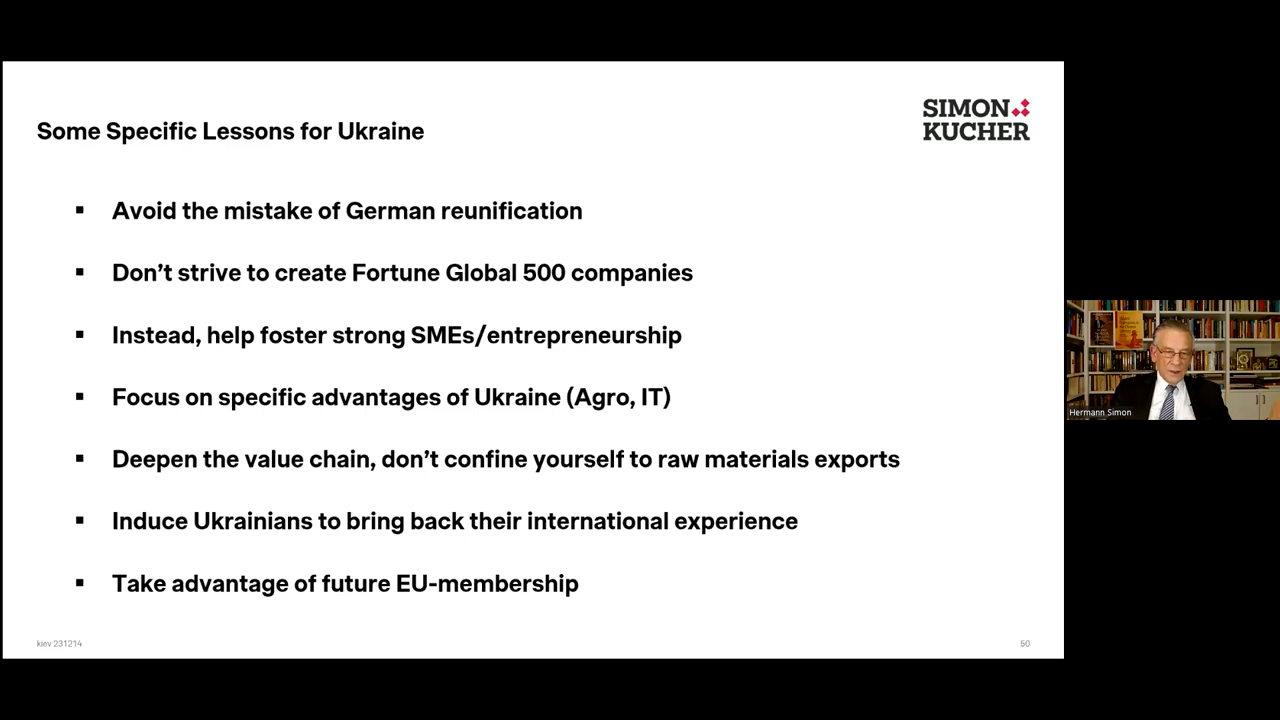 Some Specific Lessons for Ukraine
SIMON
KUCHER
▪ Avoid the mistake of German reunification
▪ Don’t strive to create Fortune Global 500 companies
▪ Instead, help foster strong SMEs/entrepreneurship
▪ Focus on specific advantages of Ukraine (Agro, IT)
▪ Deepen the value chain, don’t confine yourself to raw materials exports
▪ Induce Ukrainians to bring back their international experience
▪ Take advantage of future EU-membership
kiev 231214
50
Hermann Simon